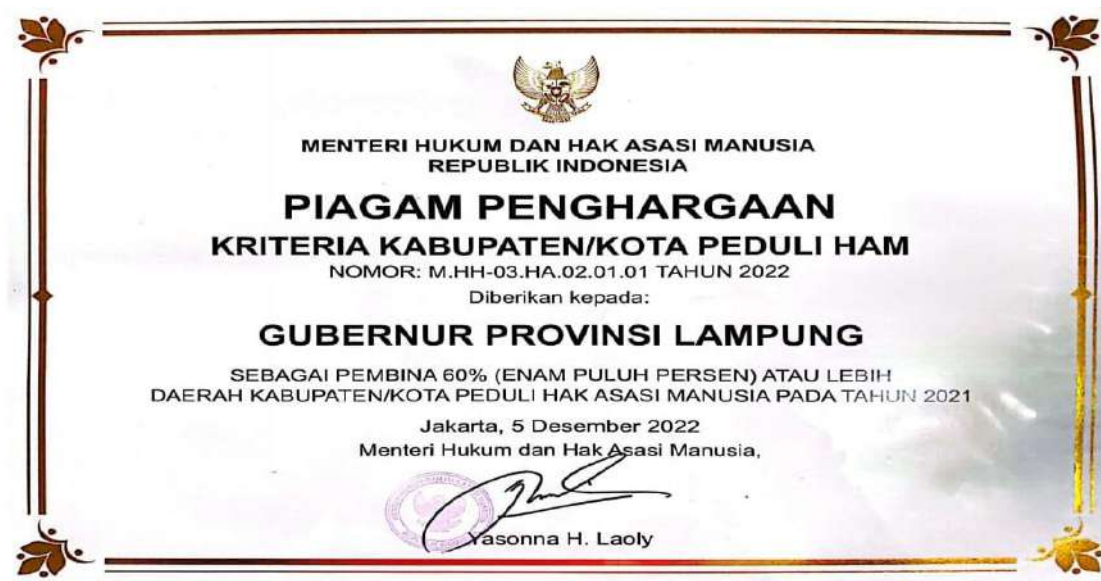 MENTERI HUKUM DAN HAK ASASI MANUSIA
REPUBLIK INDONESIA
PIAGAM PENGHARGAAN
KRITERIA KABUPATEN/KOTA PEDULI HAM
NOMOR: M.HH-03.HA.02.01.01 TAHUN 2022
Diberikan kepada:
GUBERNUR PROVINSI LAMPUNG
SEBAGAI PEMBINA 60% (ENAM PULUH PERSEN) ATAU LEBIH
DAERAH KABUPATEN/KOTA PEDULI HAK ASASI MANUSIA PADA TAHUN 2021
Jakarta, 5 Desember 2022
Menteri Hukum dan Hak Asasi Manusia,
Yasonna H. Laoly